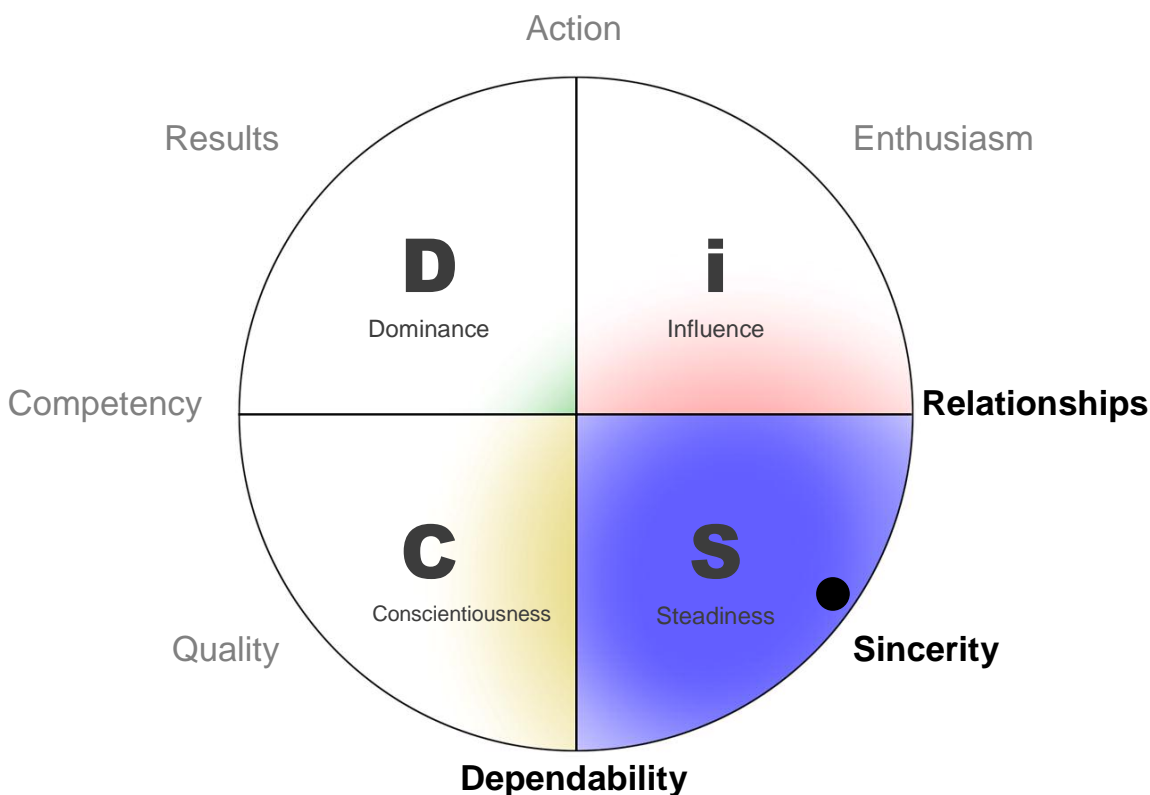 Action
Results
Enthusiasm
D
i
Dominance
Influence
Competency
Relationships
C
S
Conscientiousness
Steadiness
Quality
Sincerity
Dependability